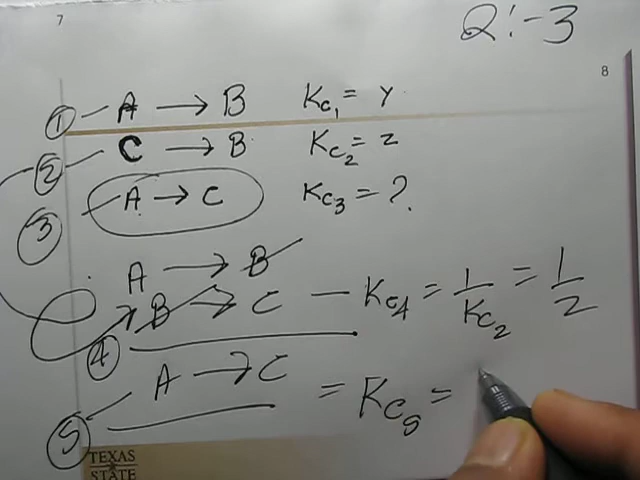 7
Q:-3
8
① A → B Kc₁ = y
② C → B Kc₂ = z
③ A → C Kc₃ = ?
A → B
B → C — Kc₄ = 1/Kc₂ = 1/z
④
⑤ A → C = Kc₅ =
TEXAS
STATE